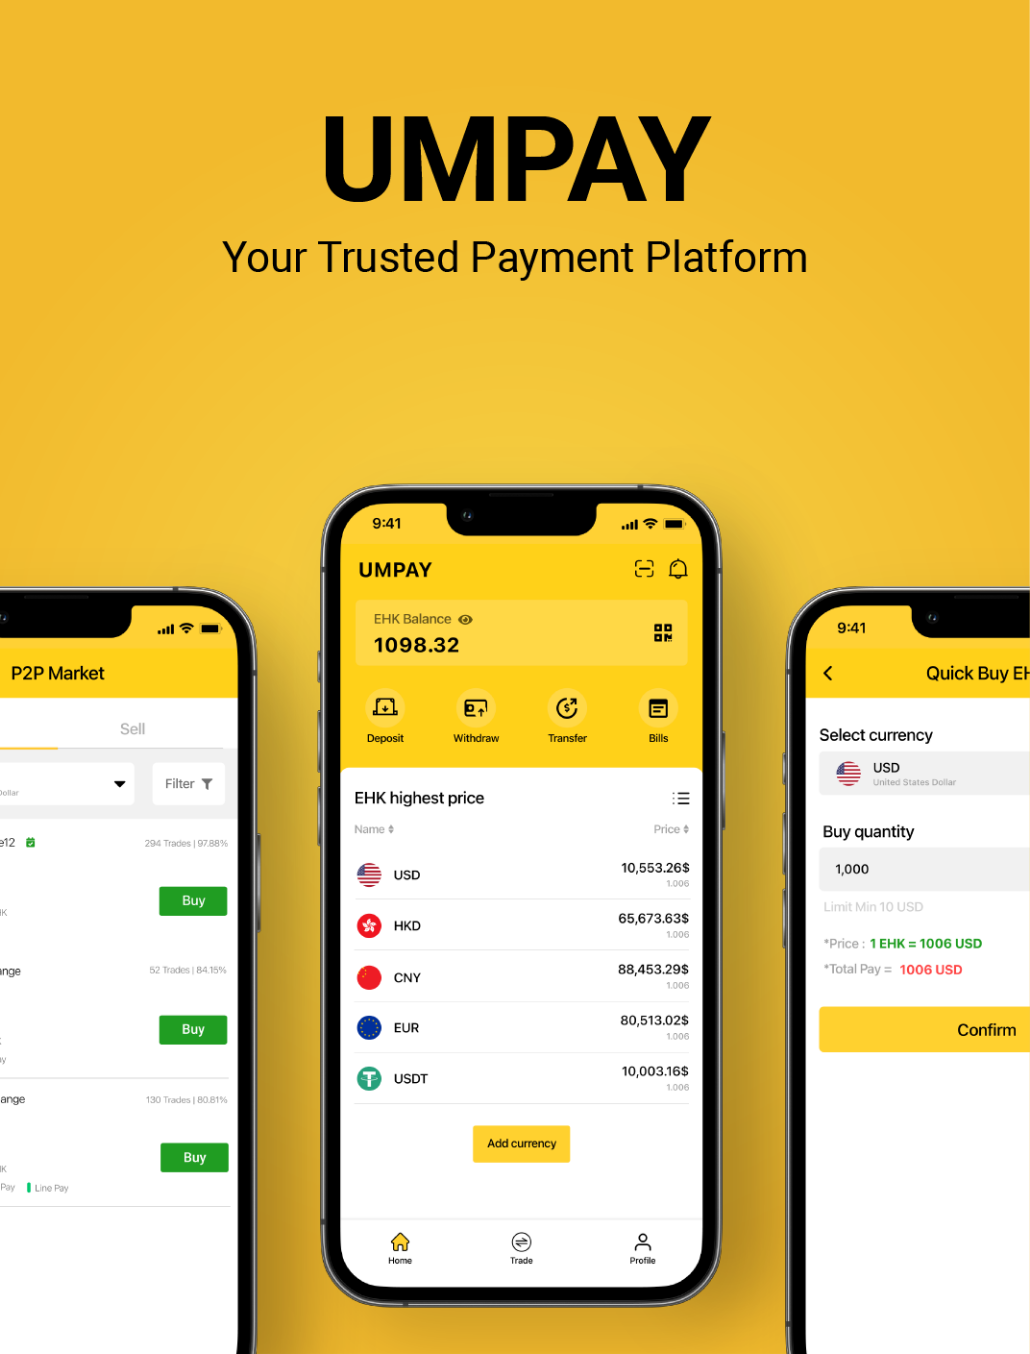 UMPAY
Your Trusted Payment Platform
P2P Market
Sell
Dollar
Filter
e12
294 Trades | 97.88%
Buy
HK
ange
52 Trades | 84.15%
Buy
ay
ange
130 Trades | 80.81%
Buy
HK
Pay
Line Pay
9:41
UMPAY
EHK Balance
1098.32
Deposit
Withdraw
Transfer
Bills
EHK highest price
Name
Price
USD
10,553.26$
1.006
HKD
65,673.63$
1.006
CNY
88,453.29$
1.006
EUR
80,513.02$
1.006
USDT
10,003.16$
1.006
Add currency
Home
Trade
Profile
9:41
Quick Buy EH
Select currency
USD
United States Dollar
Buy quantity
1,000
Limit Min 10 USD
*Price : 1 EHK = 1006 USD
*Total Pay = 1006 USD
Confirm